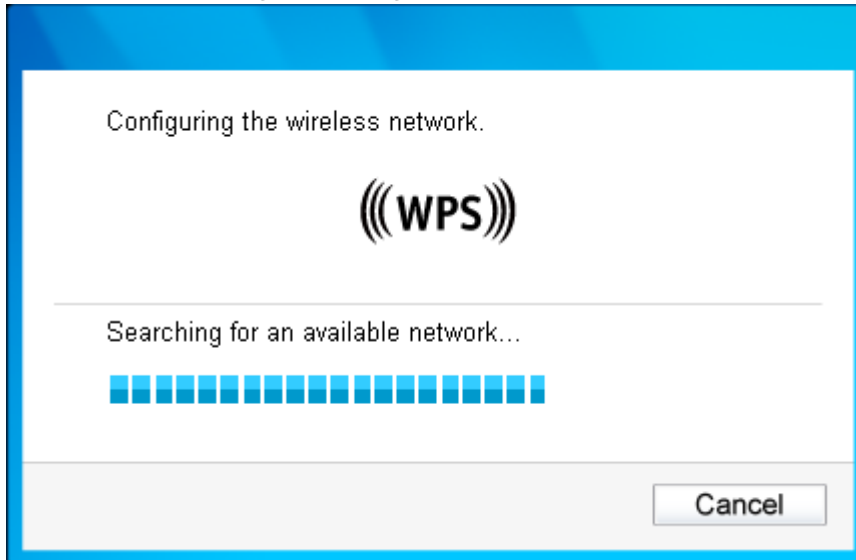 Configuring the wireless network.
WPS
Searching for an available network...
Cancel